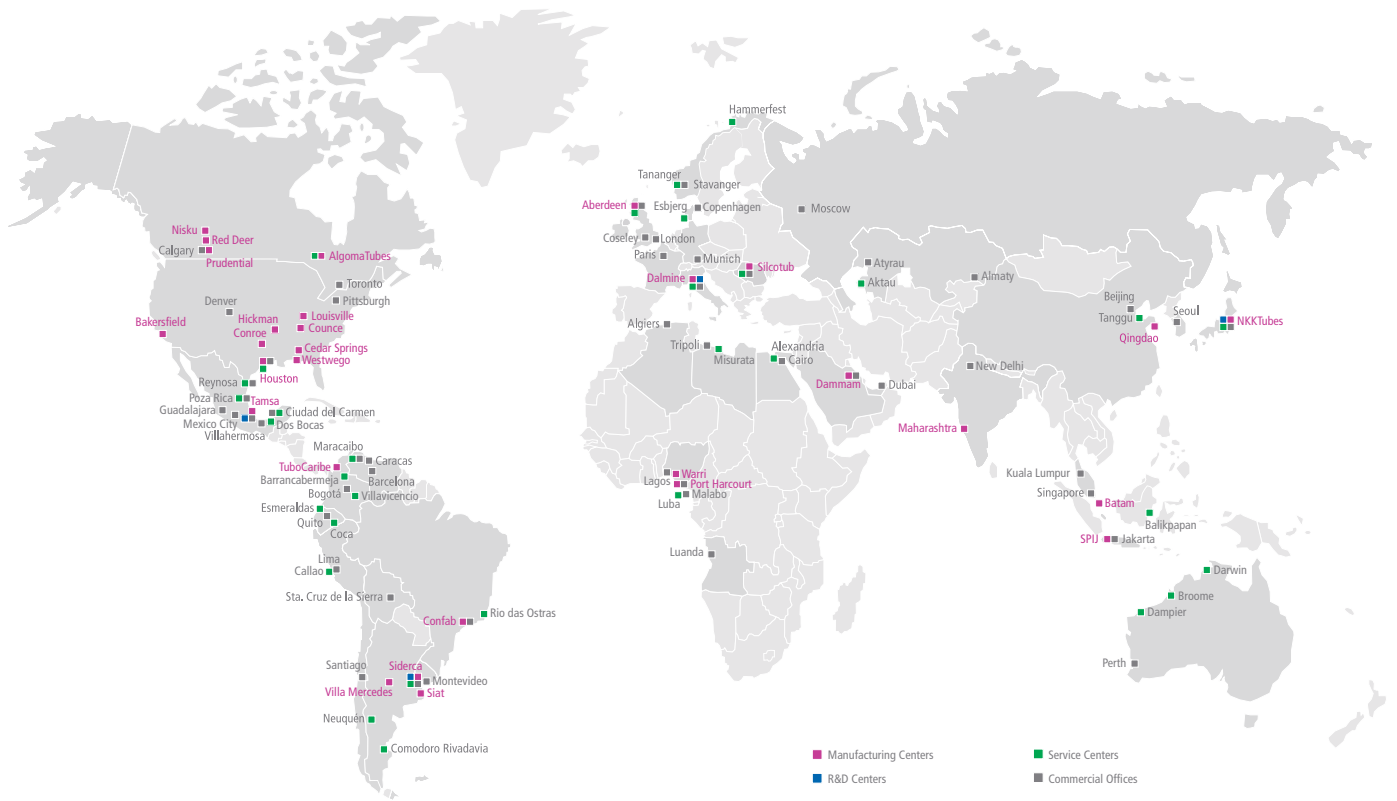 Hammerfest
Tananger
Stavanger
Aberdeen
Esbjerg
Copenhagen
Moscow
Nisku
Red Deer
Calgary
Prudential
AlgomaTubes
Coseley
London
Paris
Munich
Silcotub
Atyrau
Almaty
Dalmine
Aktau
Toronto
Pittsburgh
Denver
Beijing
Tanggu
Seoul
NKKTubes
Qingdao
Bakersfield
Hickman
Conroe
Louisville
Counce
Cedar Springs
Westwego
Houston
Algiers
Tripoli
Misurata
Alexandria
Cairo
Dammam
Dubai
New Delhi
Reynosa
Poza Rica
Tamsa
Guadalajara
Ciudad del Carmen
Mexico City
Dos Bocas
Villahermosa
Maharashtra
Maracaibo
Caracas
TuboCaribe
Barcelona
Barrancabermeja
Bogotá
Villavicencio
Esmeraldas
Quito
Coca
Warri
Lagos
Port Harcourt
Malabo
Luba
Kuala Lumpur
Singapore
Batam
Balikpapan
SPIJ
Jakarta
Luanda
Lima
Callao
Sta. Cruz de la Sierra
Darwin
Broome
Dampier
Confab
Rio das Ostras
Perth
Santiago
Siderca
Montevideo
Villa Mercedes
Siat
Neuquén
Comodoro Rivadavia
Manufacturing Centers
Service Centers
R&D Centers
Commercial Offices